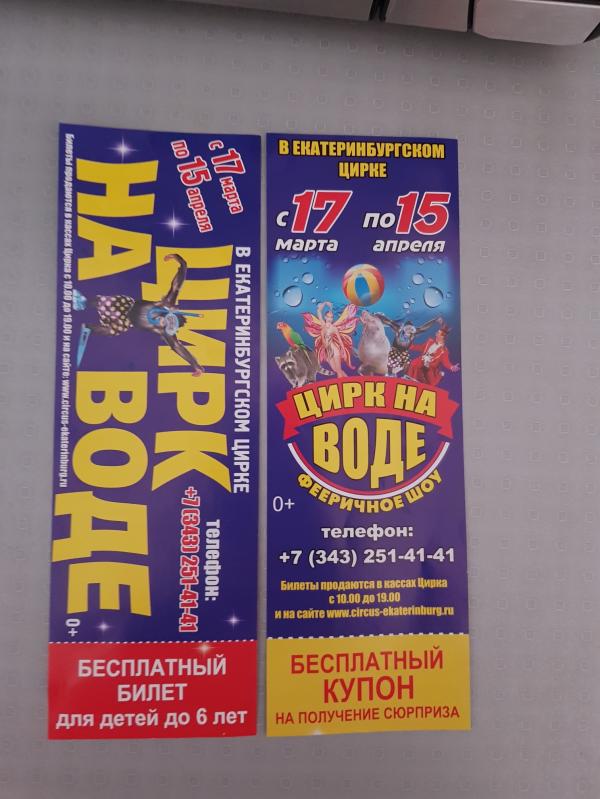 с 17 марта
по 15 апреля
В ЕКАТЕРИНБУРГСКОМ ЦИРКЕ
ЦИРК
НА ВОДЕ
телефон:
+7 (343) 251-41-41
Билеты продаются в кассах Цирка с 10.00 до 19.00 и на сайте: www.circus-ekaterinburg.ru
0+
БЕСПЛАТНЫЙ
БИЛЕТ
для детей до 6 лет
В ЕКАТЕРИНБУРГСКОМ
ЦИРКЕ
с 17 по 15
марта апреля
ЦИРК НА
ВОДЕ
ФЕЕРИЧНОЕ ШОУ
0+
телефон:
+7 (343) 251-41-41
Билеты продаются в кассах Цирка
с 10.00 до 19.00
и на сайте www.circus-ekaterinburg.ru
БЕСПЛАТНЫЙ
КУПОН
НА ПОЛУЧЕНИЕ СЮРПРИЗА